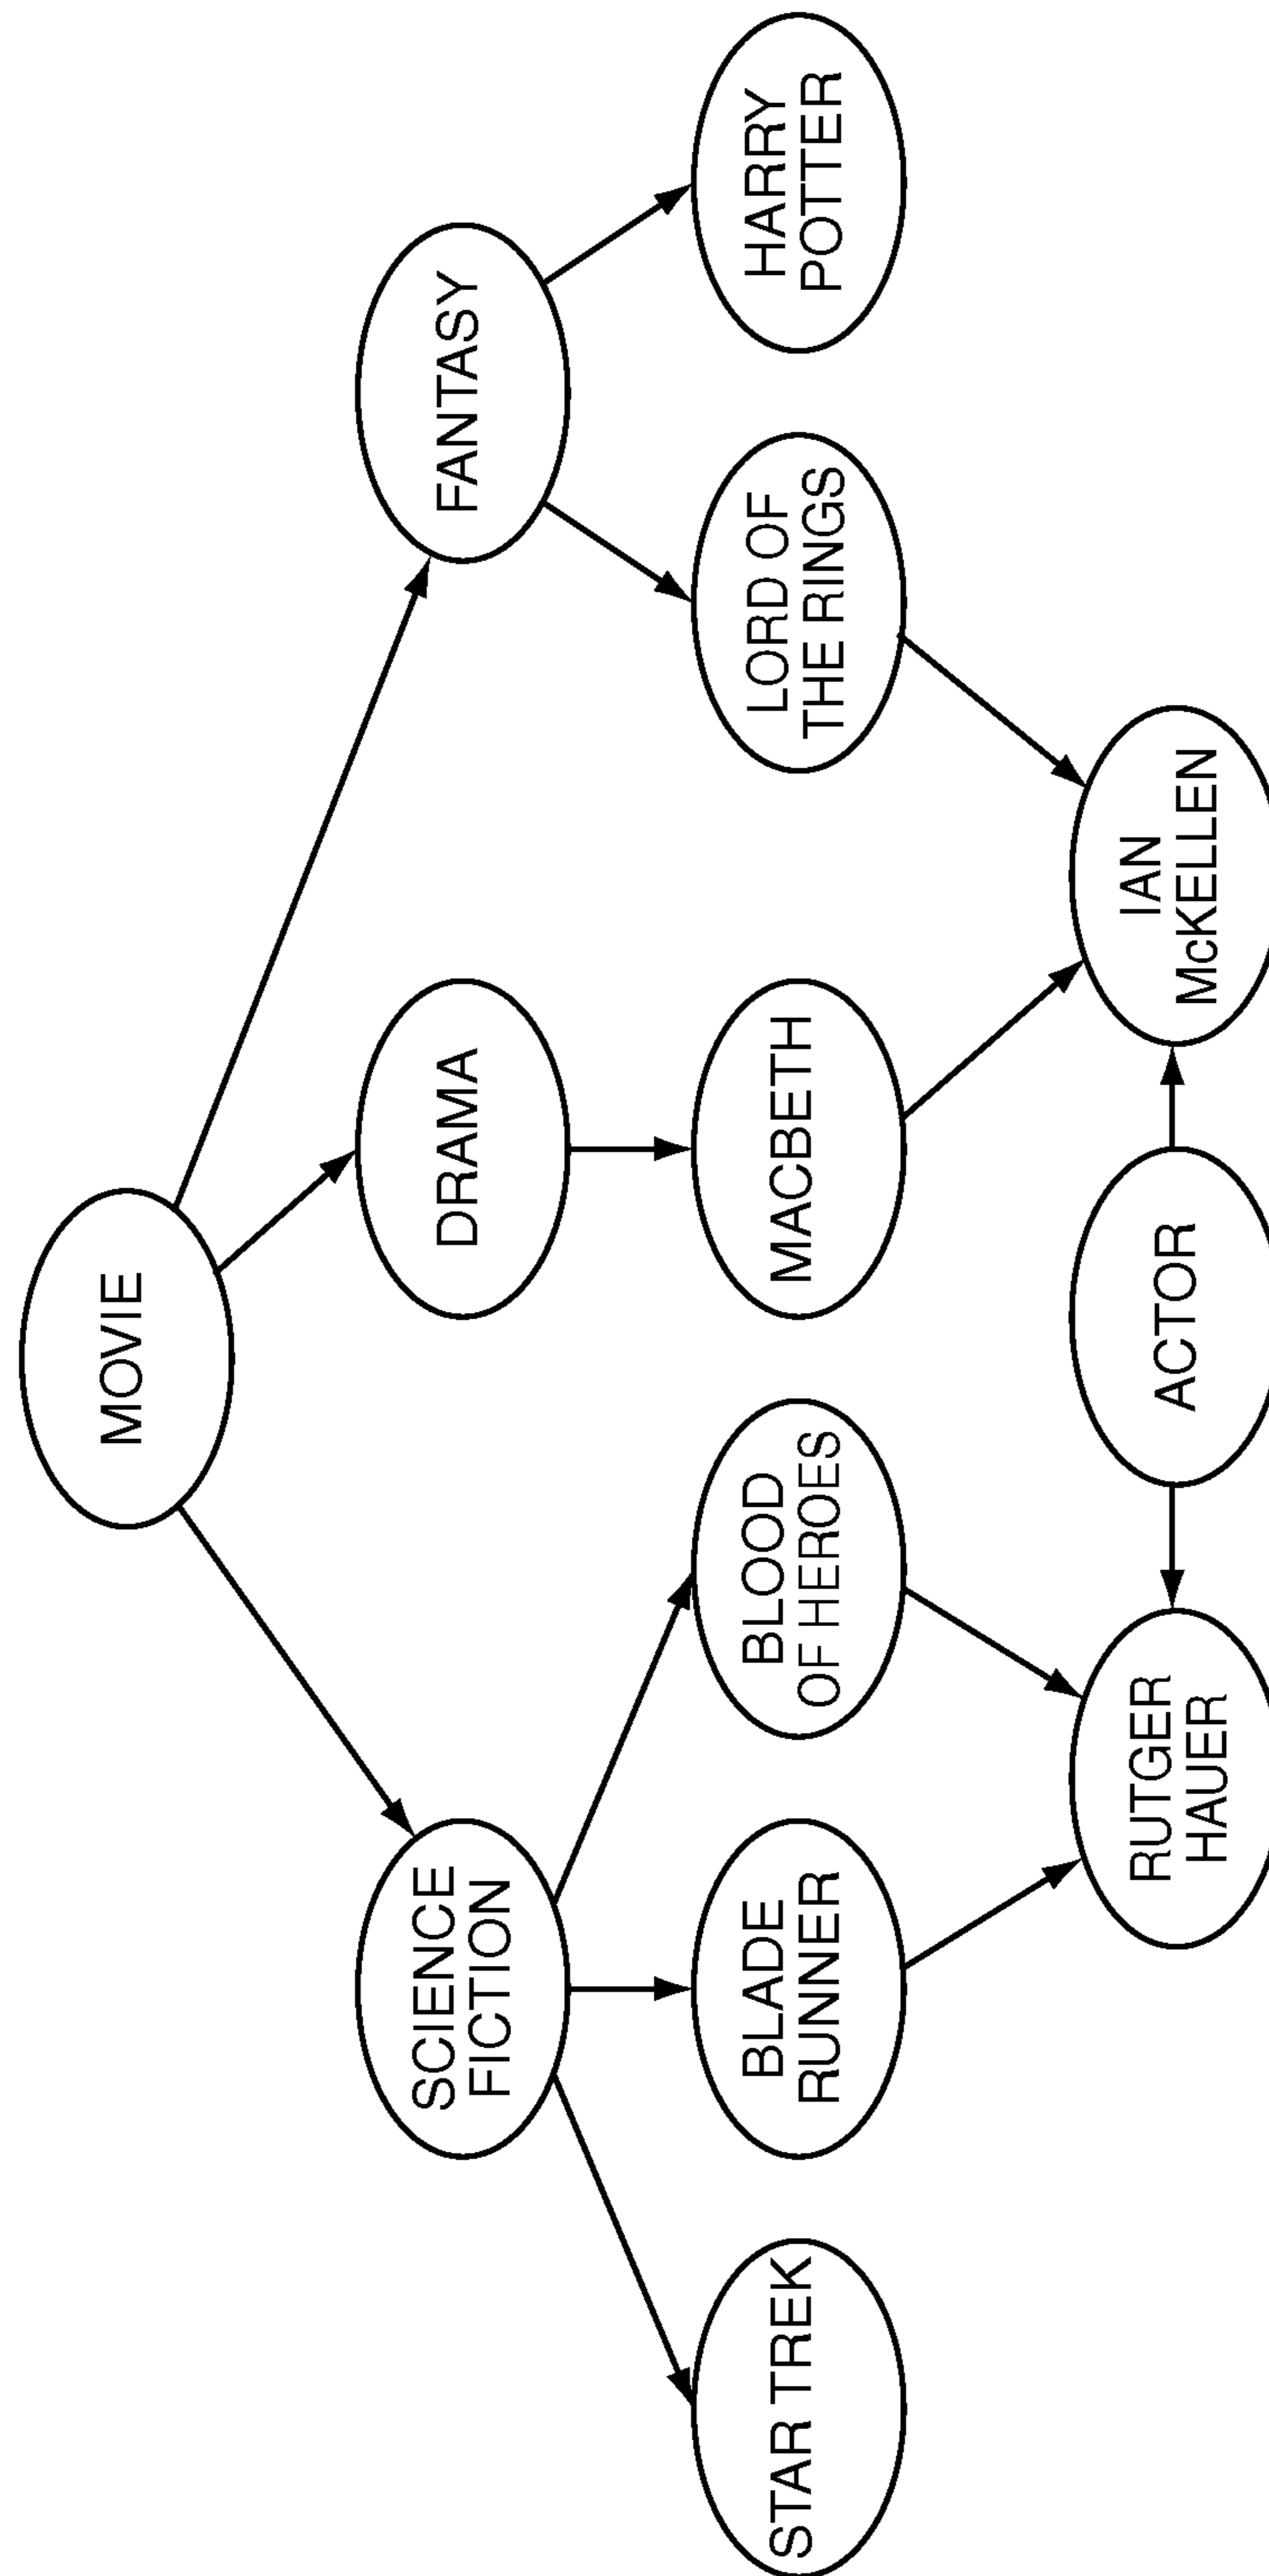 MOVIE
SCIENCE
FICTION
DRAMA
FANTASY
STAR TREK
BLADE
RUNNER
BLOOD
OF HEROES
MACBETH
LORD OF
THE RINGS
HARRY
POTTER
RUTGER
HAUER
ACTOR
IAN
McKELLEN